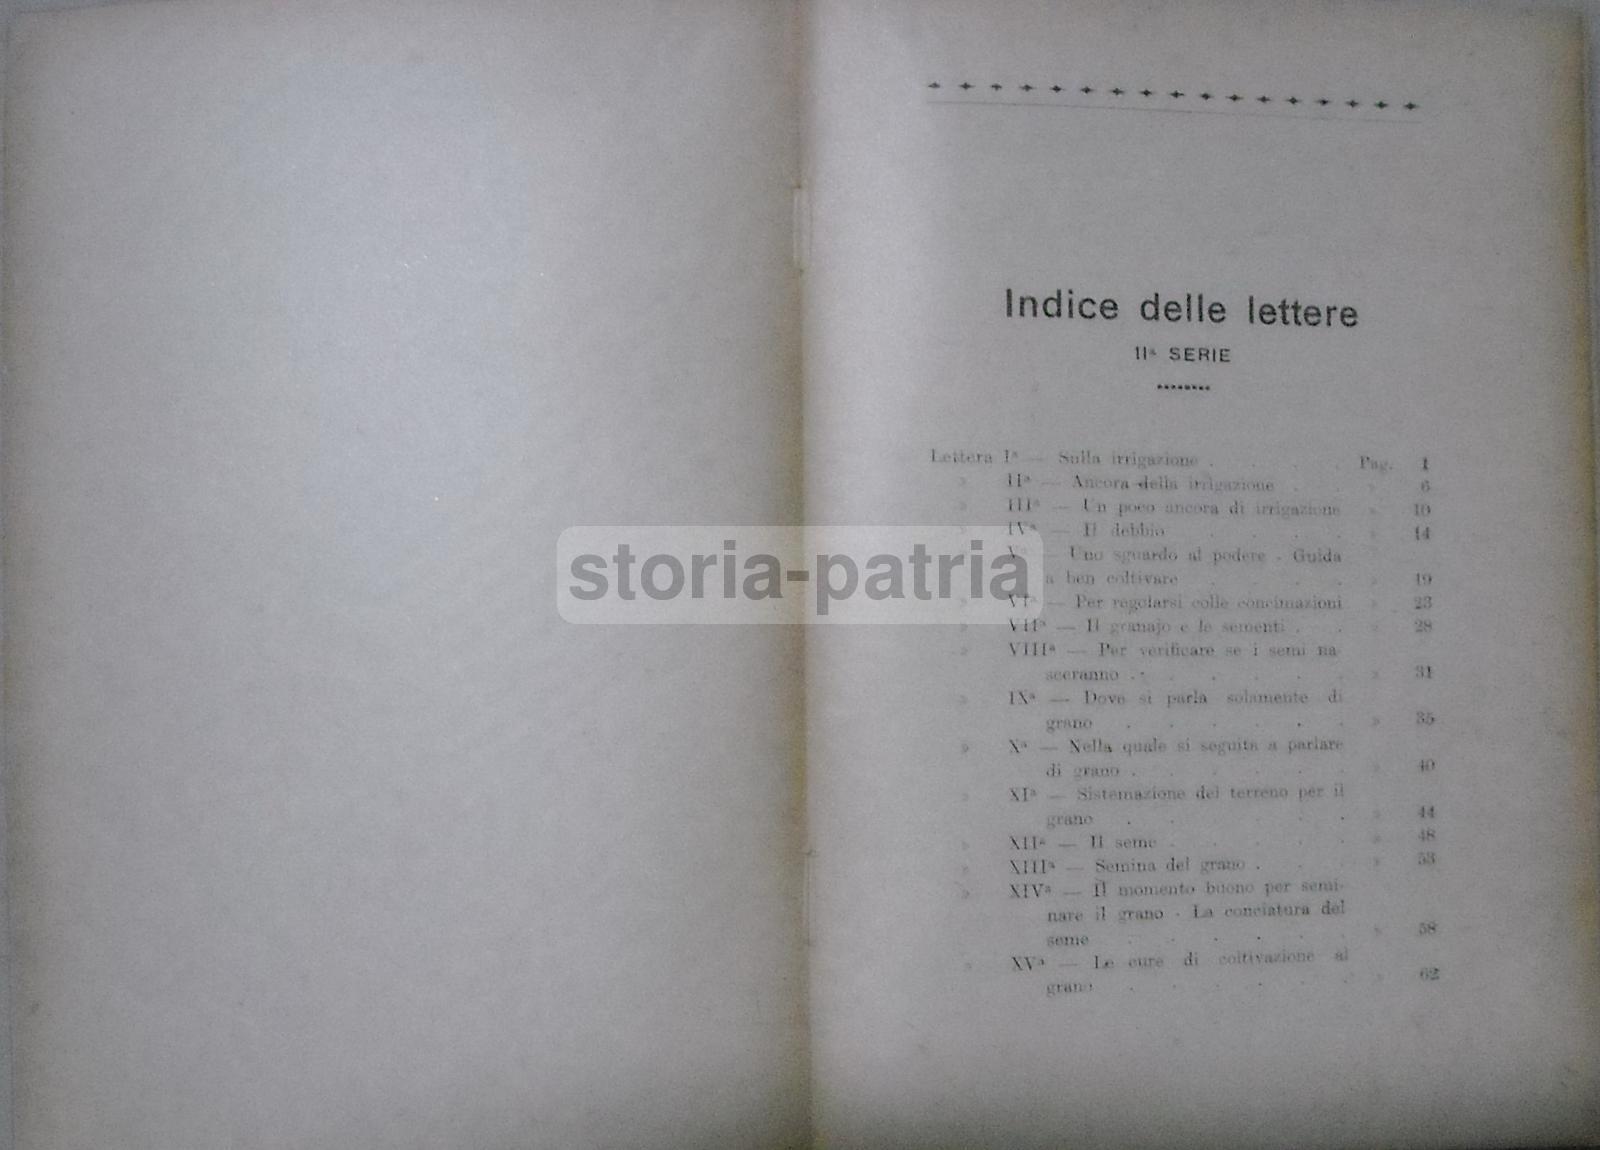 Indice delle lettere
IIª SERIE
Lettera Iª — Sulla irrigazione . . . . Pag. 1
» IIª — Ancora della irrigazione . . » 6
» IIIª — Un poco ancora di irrigazione » 10
» IVª — Il debbio . . . . » 14
» Vª — Uno sguardo al podere - Guida
a ben coltivare . . . . » 19
» VIª — Per regolarsi colle concimazioni » 23
» VIIª — Il granajo e le sementi . . » 28
» VIIIª — Per verificare se i semi na-
sceranno . . . . . . » 31
» IXª — Dove si parla solamente di
grano . . . . . . » 35
» Xª — Nella quale si seguita a parlare
di grano . . . . . . » 40
» XIª — Sistemazione del terreno per il
grano . . . . . . » 44
» XIIª — Il seme . . . . . » 48
» XIIIª — Semina del grano . . . » 53
» XIVª — Il momento buono per semi-
nare il grano - La conciatura del
seme . . . . . . » 58
» XVª — Le cure di coltivazione al
grano . . . . . . » 62
storia-patria